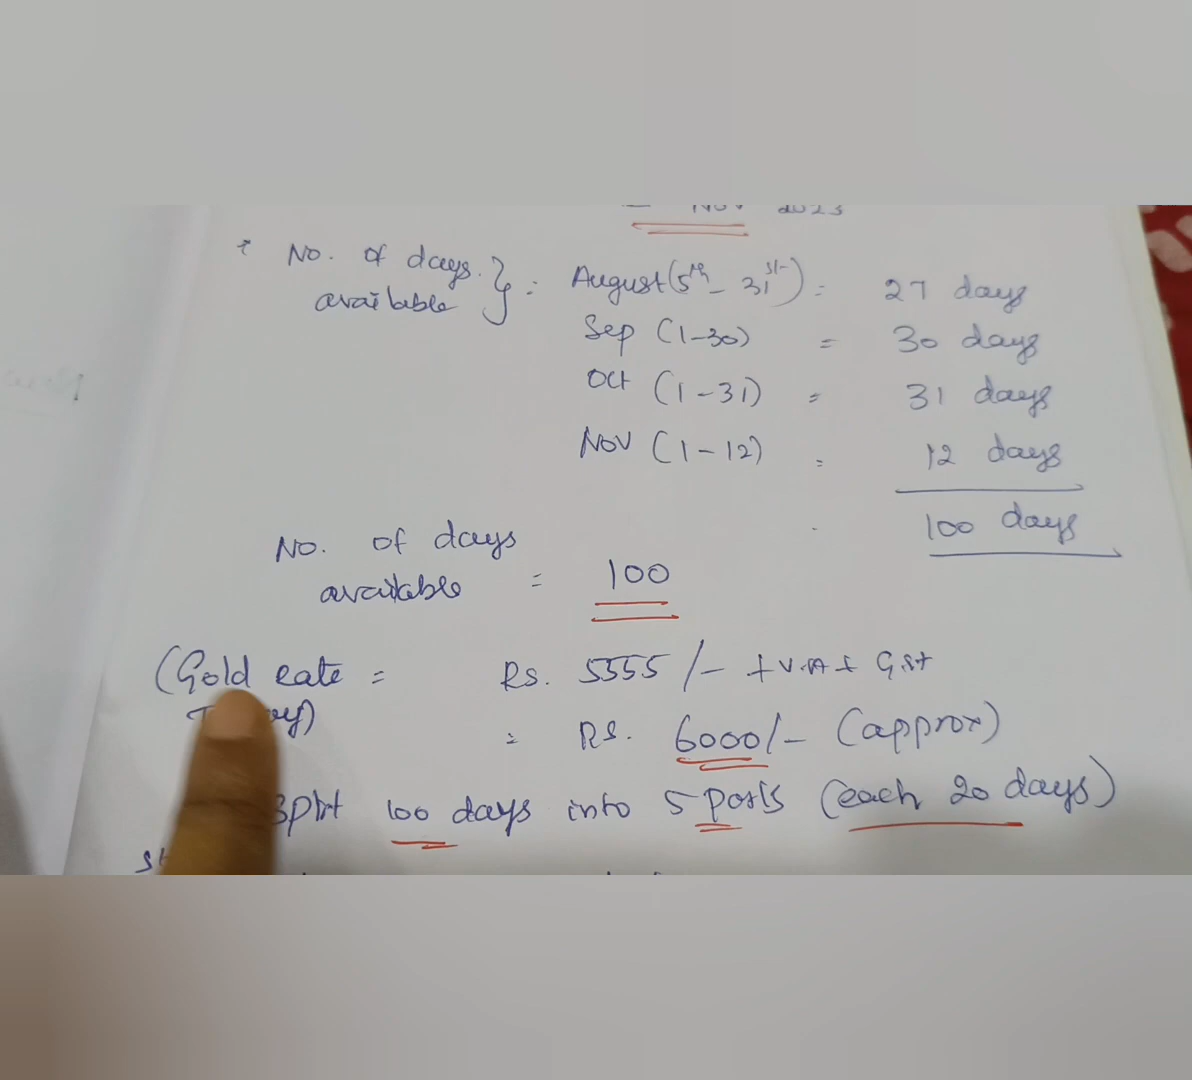 Nov 2023
* No. of days } : August (5th - 31st) = 27 days
available
Sep (1-30) = 30 days
Oct (1-31) = 31 days
Nov (1-12) = 12 days
100 days
No. of days
available = 100
(Gold rate = Rs. 5555/- + V.A + G.st
= Rs. 6000/- (approx)
Split 100 days into 5 parts (each 20 days)